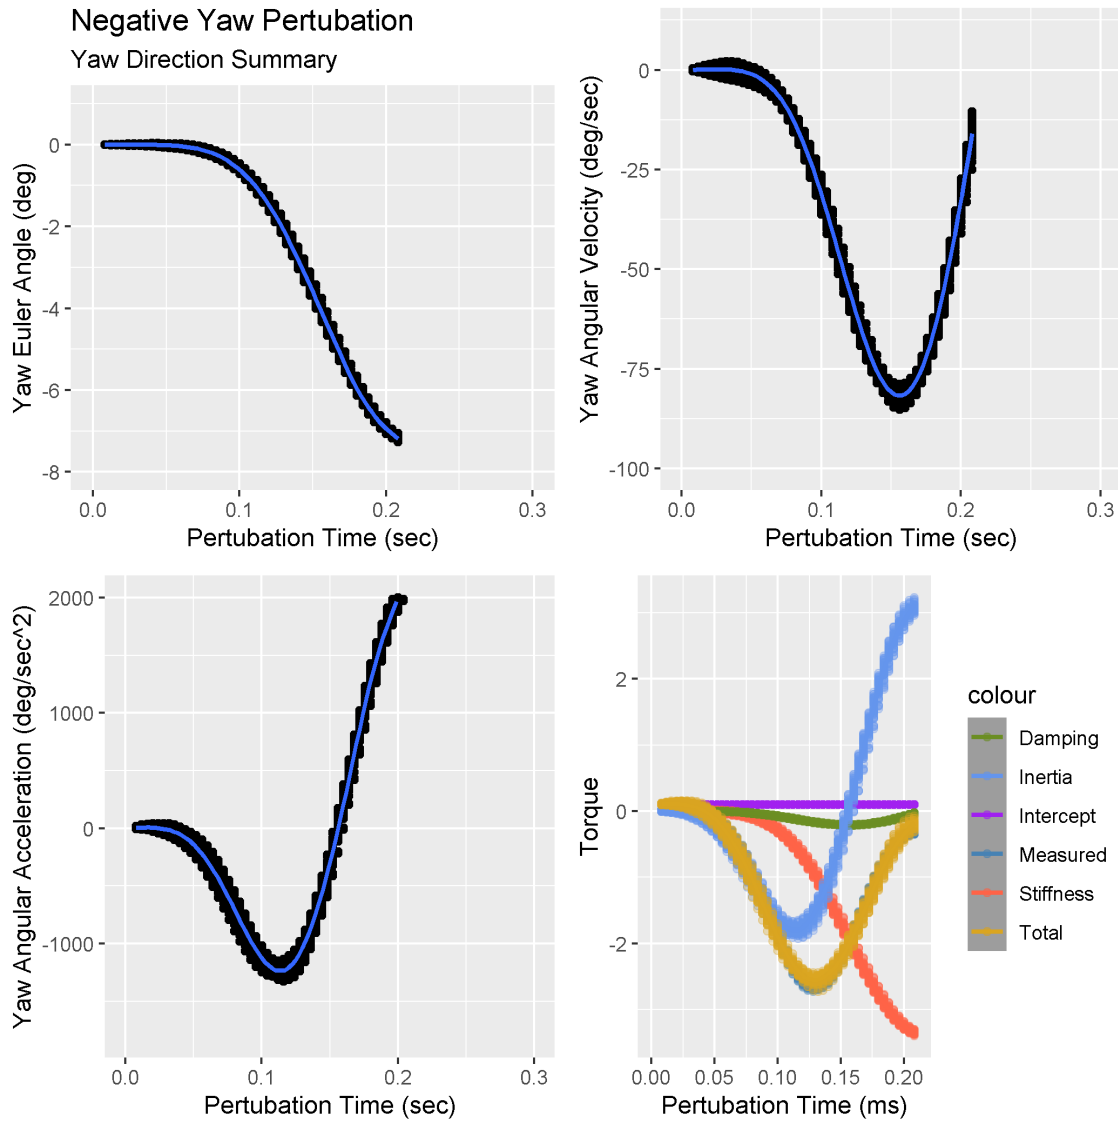 Negative Yaw Pertubation
Yaw Direction Summary
0
-2
-4
-6
-8
Yaw Euler Angle (deg)
0.0 0.1 0.2 0.3
Pertubation Time (sec)
0
-25
-50
-75
-100
Yaw Angular Velocity (deg/sec)
0.0 0.1 0.2 0.3
Pertubation Time (sec)
2000
1000
0
-1000
Yaw Angular Acceleration (deg/sec^2)
0.0 0.1 0.2 0.3
Pertubation Time (sec)
2
0
-2
Torque
0.00 0.05 0.10 0.15 0.20
Pertubation Time (ms)
colour
Damping
Inertia
Intercept
Measured
Stiffness
Total